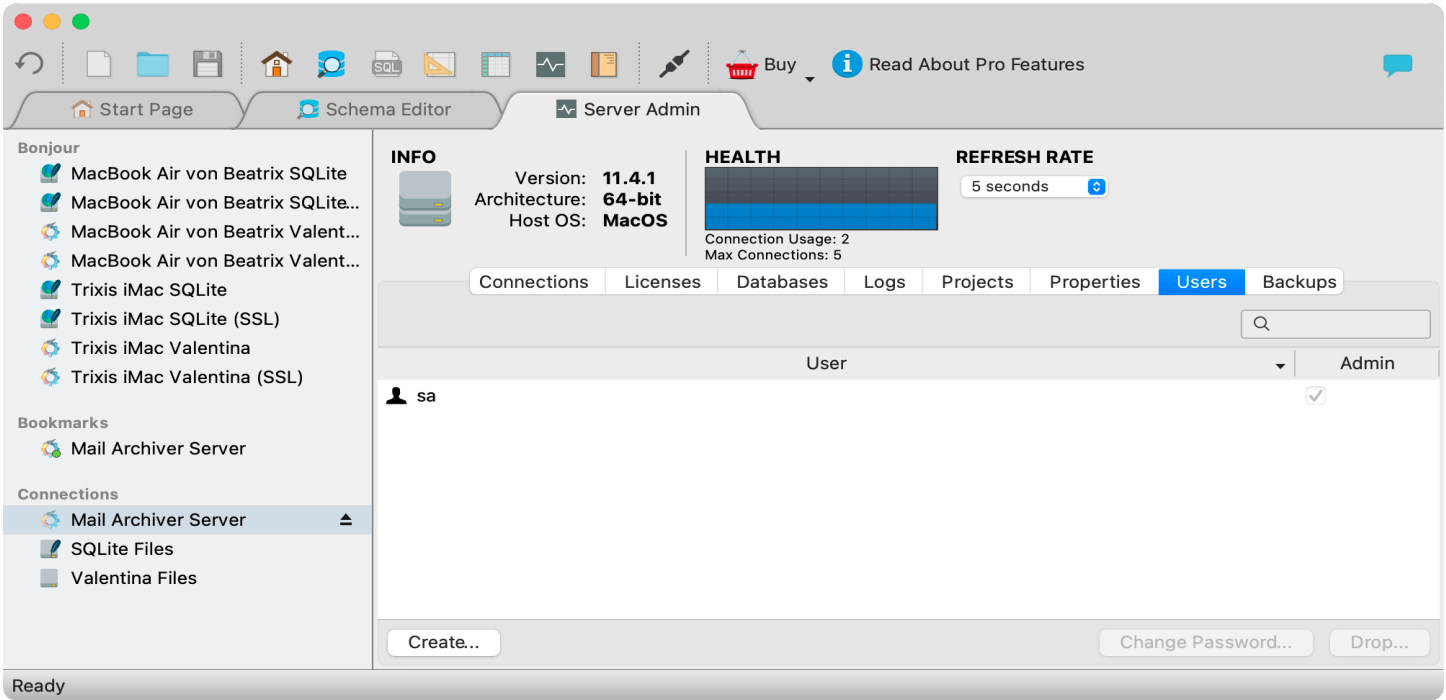 SQL
Buy
Read About Pro Features
Start Page
Schema Editor
Server Admin
Bonjour
MacBook Air von Beatrix SQLite
MacBook Air von Beatrix SQLite...
MacBook Air von Beatrix Valent...
MacBook Air von Beatrix Valent...
Trixis iMac SQLite
Trixis iMac SQLite (SSL)
Trixis iMac Valentina
Trixis iMac Valentina (SSL)
Bookmarks
Mail Archiver Server
Connections
Mail Archiver Server
SQLite Files
Valentina Files
INFO
Version: 11.4.1
Architecture: 64-bit
Host OS: MacOS
HEALTH
Connection Usage: 2
Max Connections: 5
REFRESH RATE
5 seconds
Connections Licenses Databases Logs Projects Properties Users Backups
User Admin
sa
Create... Change Password... Drop...
Ready